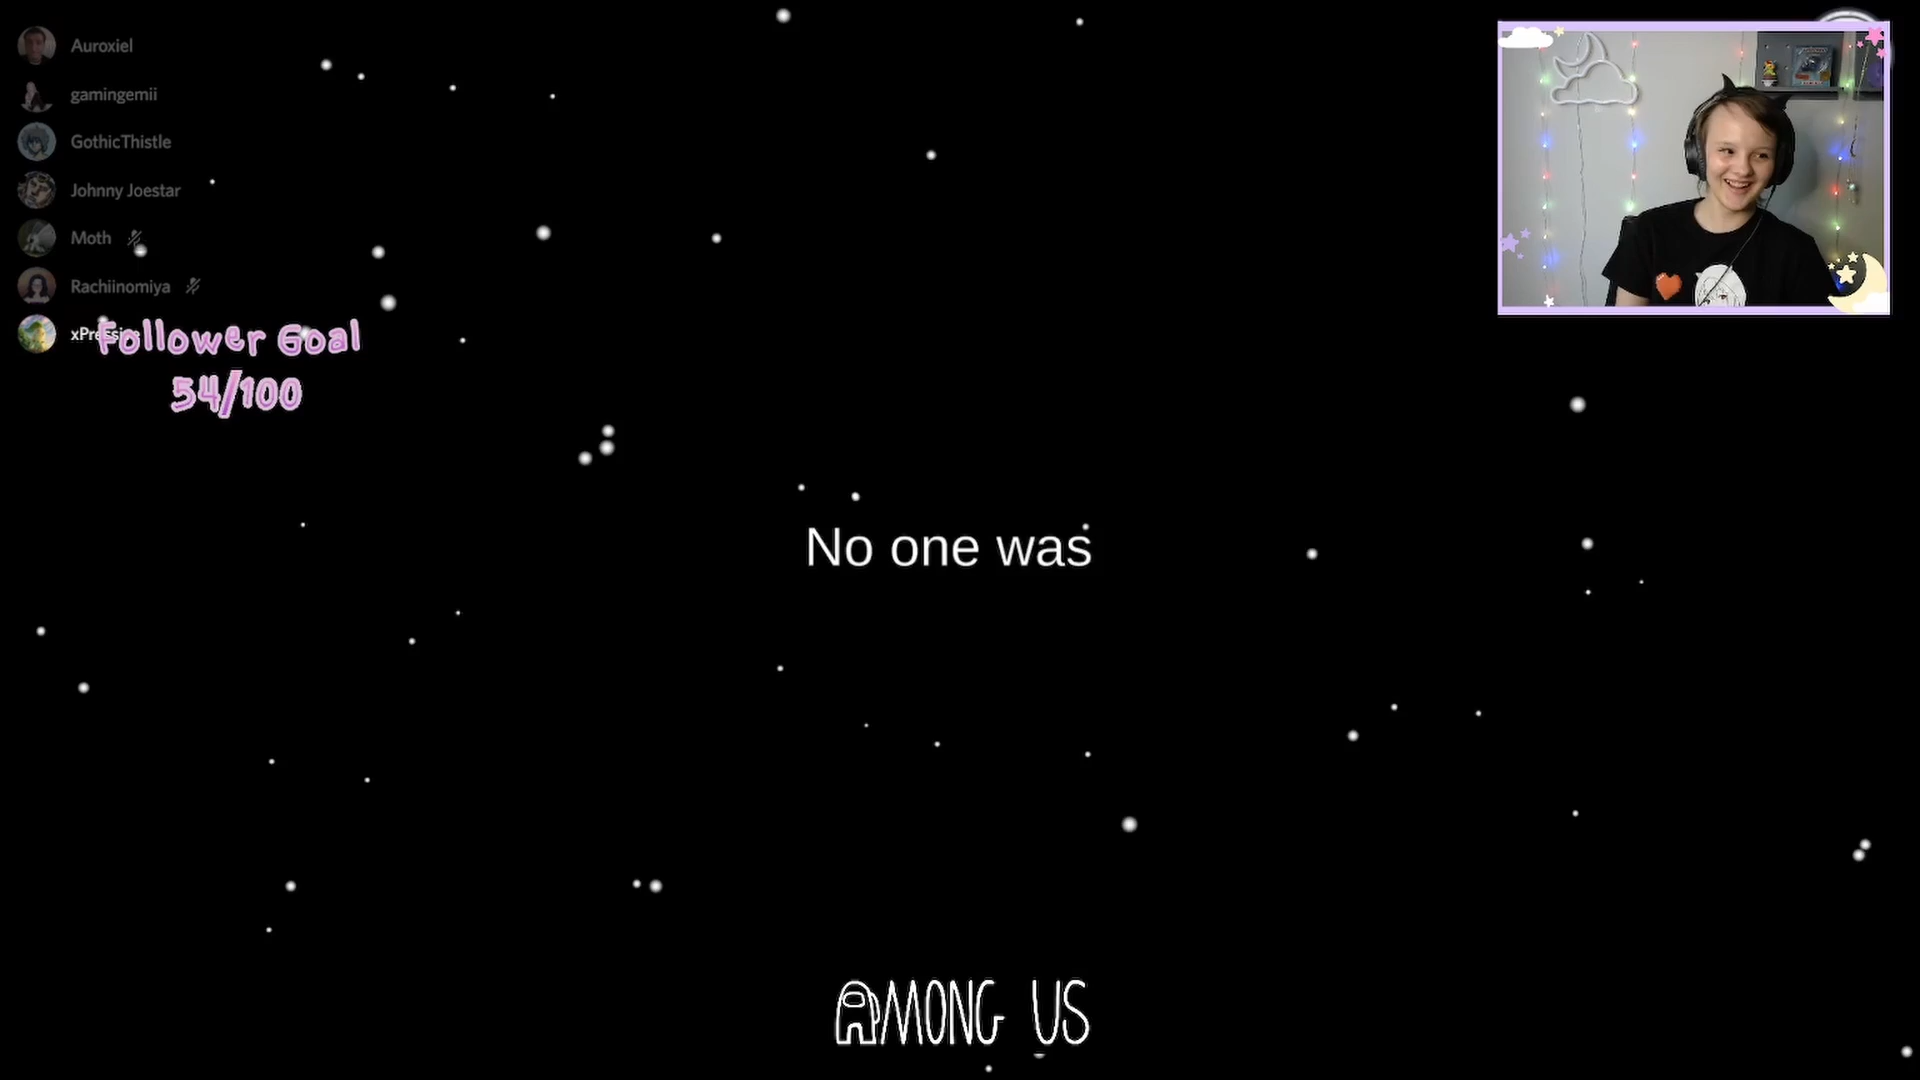 Auroxiel
gamingemii
GothicThistle
Johnny Joestar
Moth
Rachiinomiya
Follower Goal
54/100
No one was
AMONG US